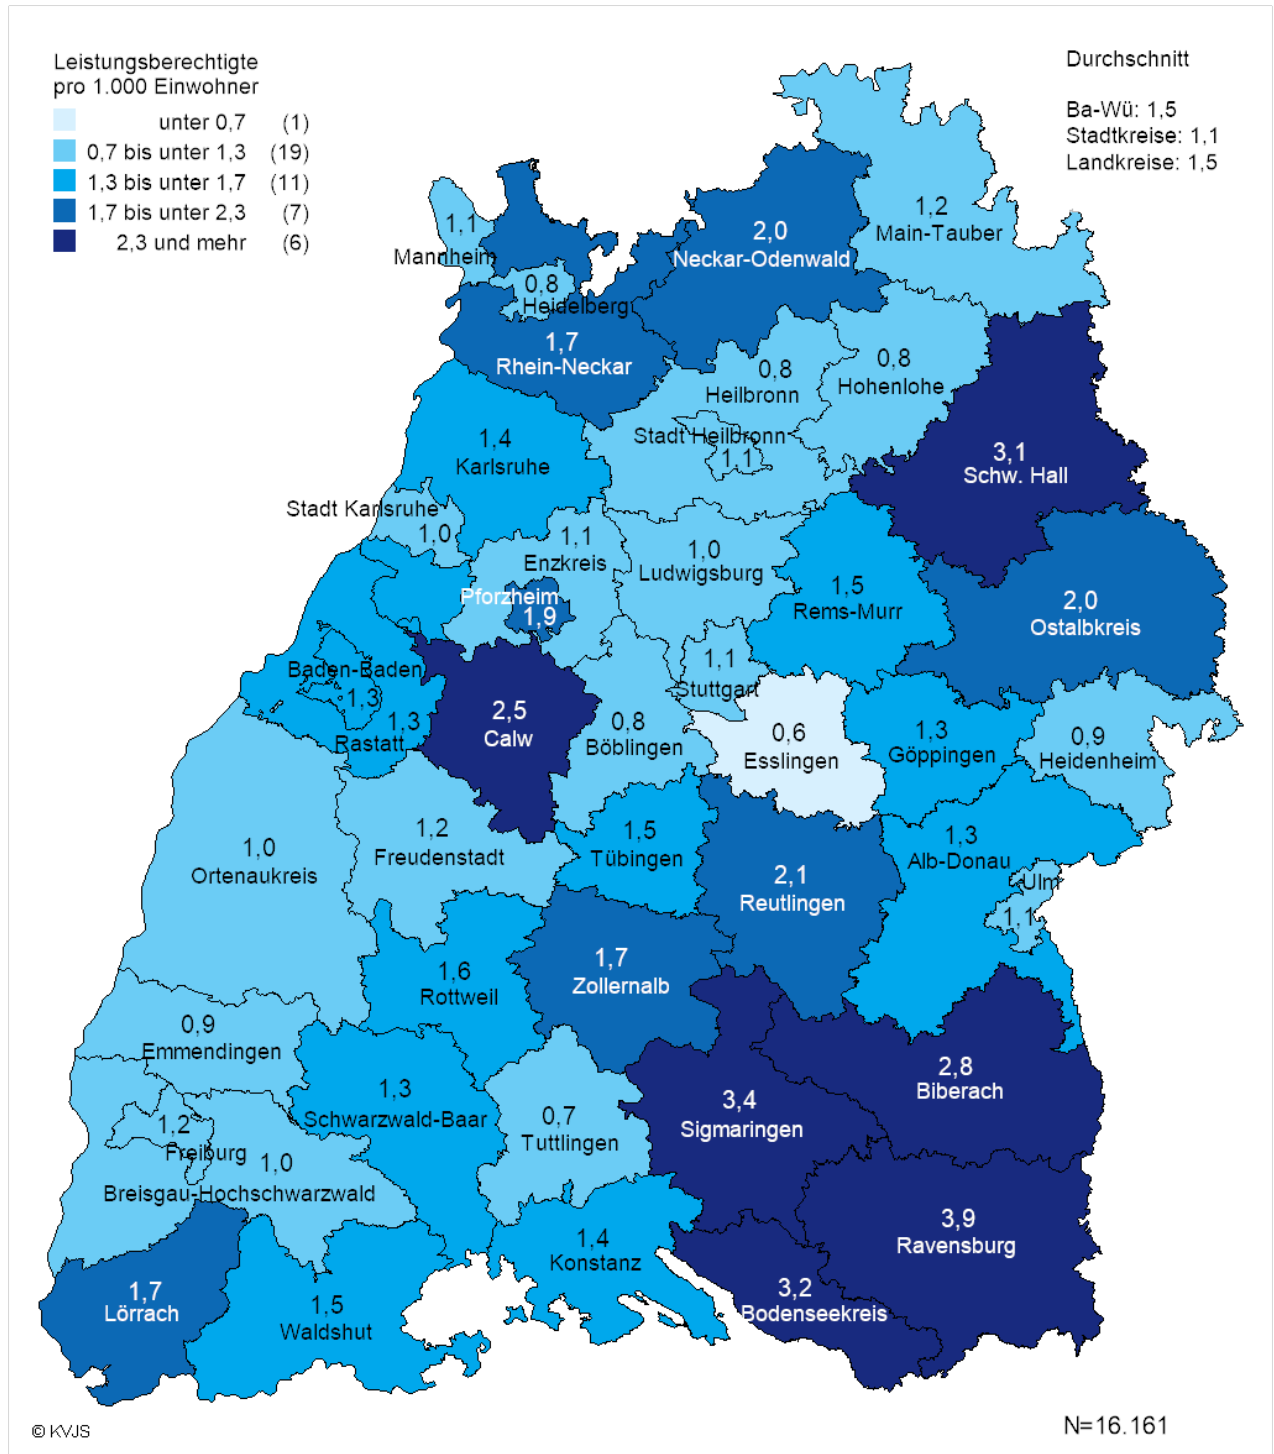 Leistungsberechtigte
pro 1.000 Einwohner
unter 0,7 (1)
0,7 bis unter 1,3 (19)
1,3 bis unter 1,7 (11)
1,7 bis unter 2,3 (7)
2,3 und mehr (6)
Durchschnitt
Ba-Wü: 1,5
Stadtkreise: 1,1
Landkreise: 1,5
1,2
Main-Tauber
1,1
Mannheim
2,0
Neckar-Odenwald
0,8
Heidelberg
1,7
Rhein-Neckar
0,8
Heilbronn
0,8
Hohenlohe
Stadt Heilbronn
1,1
1,4
Karlsruhe
3,1
Schw. Hall
Stadt Karlsruhe
1,0
1,1
Enzkreis
1,0
Ludwigsburg
Pforzheim
1,9
1,5
Rems-Murr
2,0
Ostalbkreis
Baden-Baden
1,3
1,3
Rastatt
2,5
Calw
1,1
Stuttgart
0,8
Böblingen
0,6
Esslingen
1,3
Göppingen
0,9
Heidenheim
1,0
Ortenaukreis
1,2
Freudenstadt
1,5
Tübingen
2,1
Reutlingen
1,3
Alb-Donau
Ulm
1,1
1,6
Rottweil
1,7
Zollernalb
0,9
Emmendingen
1,3
Schwarzwald-Baar
0,7
Tuttlingen
3,4
Sigmaringen
2,8
Biberach
1,2
Freiburg
1,0
Breisgau-Hochschwarzwald
3,9
Ravensburg
1,4
Konstanz
3,2
Bodenseekreis
1,7
Lörrach
1,5
Waldshut
© KVJS
N=16.161